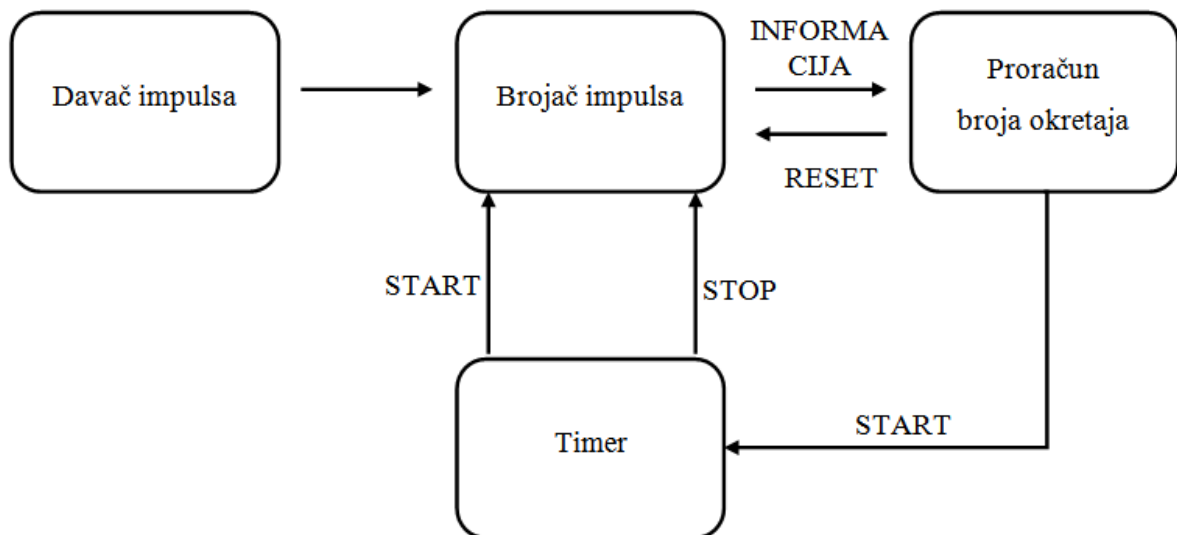 Davač impulsa
Brojač impulsa
INFORMA
CIJA
RESET
Proračun
broja okretaja
START
STOP
Timer
START